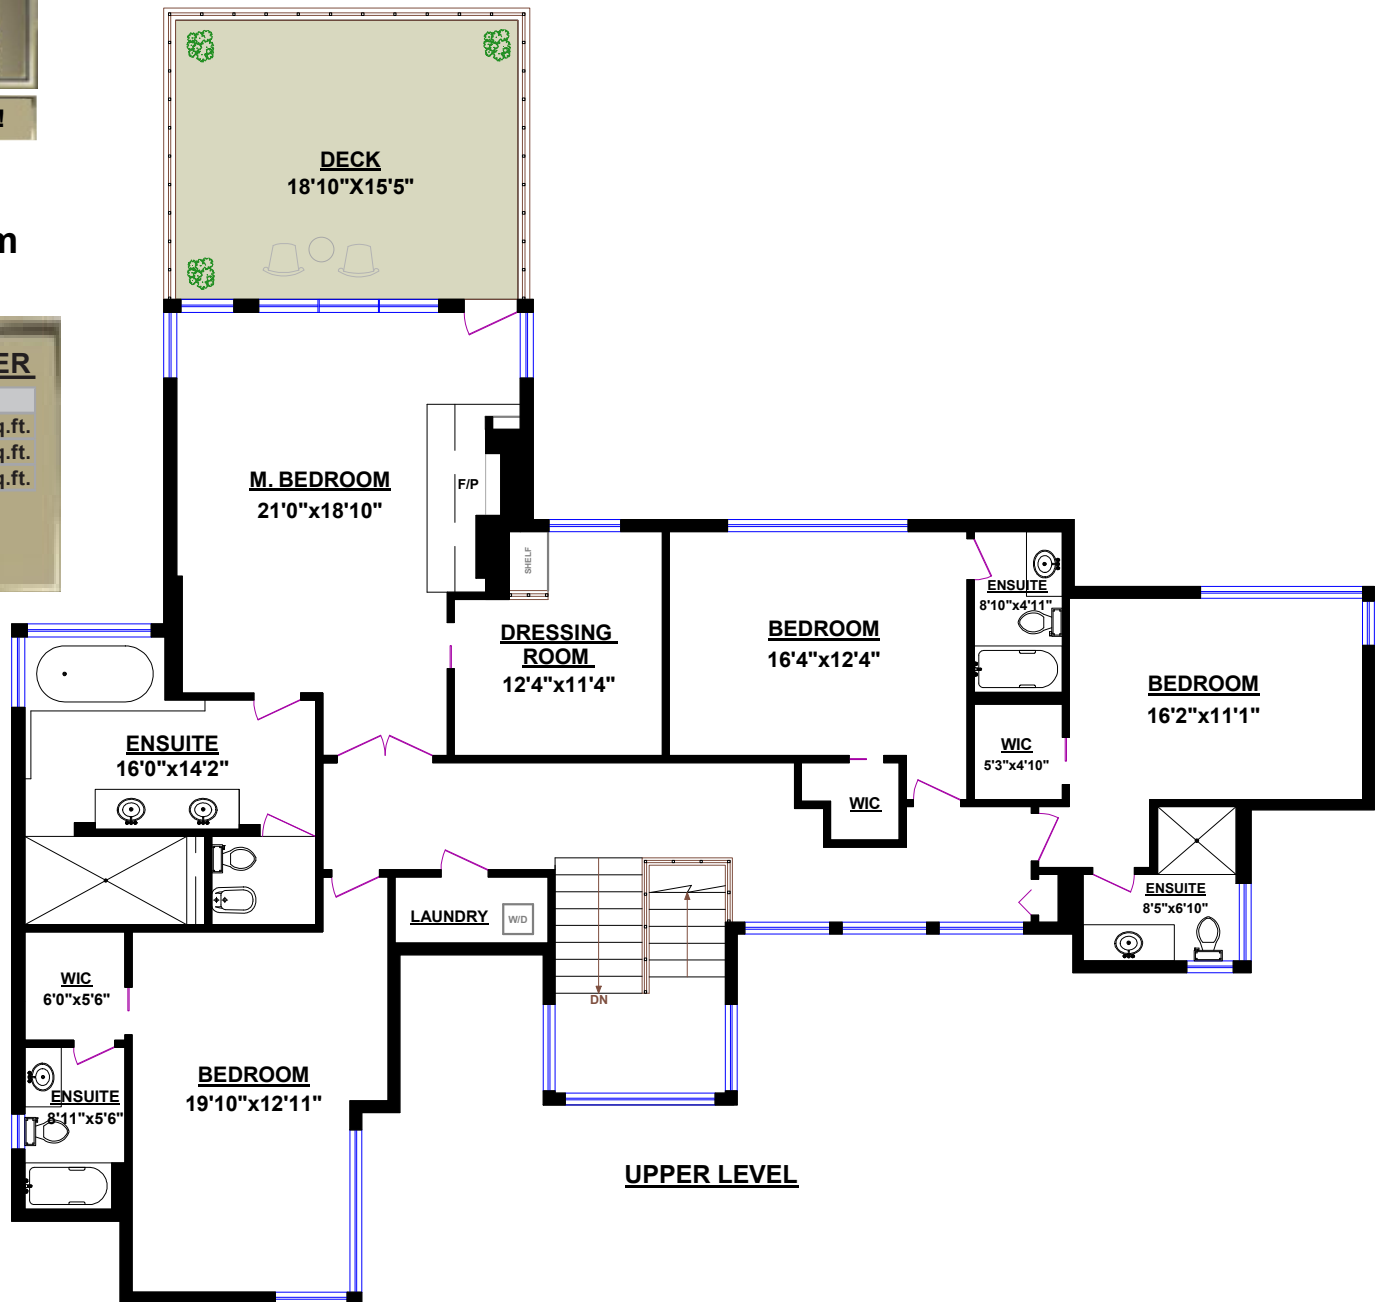 !
DECK
18'10"X15'5"
m
ER
q.ft.
q.ft.
q.ft.
M. BEDROOM
21'0"x18'10"
F/P
SHELF
DRESSING
ROOM
12'4"x11'4"
BEDROOM
16'4"x12'4"
ENSUITE
8'10"x4'11"
BEDROOM
16'2"x11'1"
WIC
5'3"x4'10"
ENSUITE
16'0"x14'2"
WIC
LAUNDRY
W/D
ENSUITE
8'5"x6'10"
DN
WIC
6'0"x5'6"
ENSUITE
8'11"x5'6"
BEDROOM
19'10"x12'11"
UPPER LEVEL